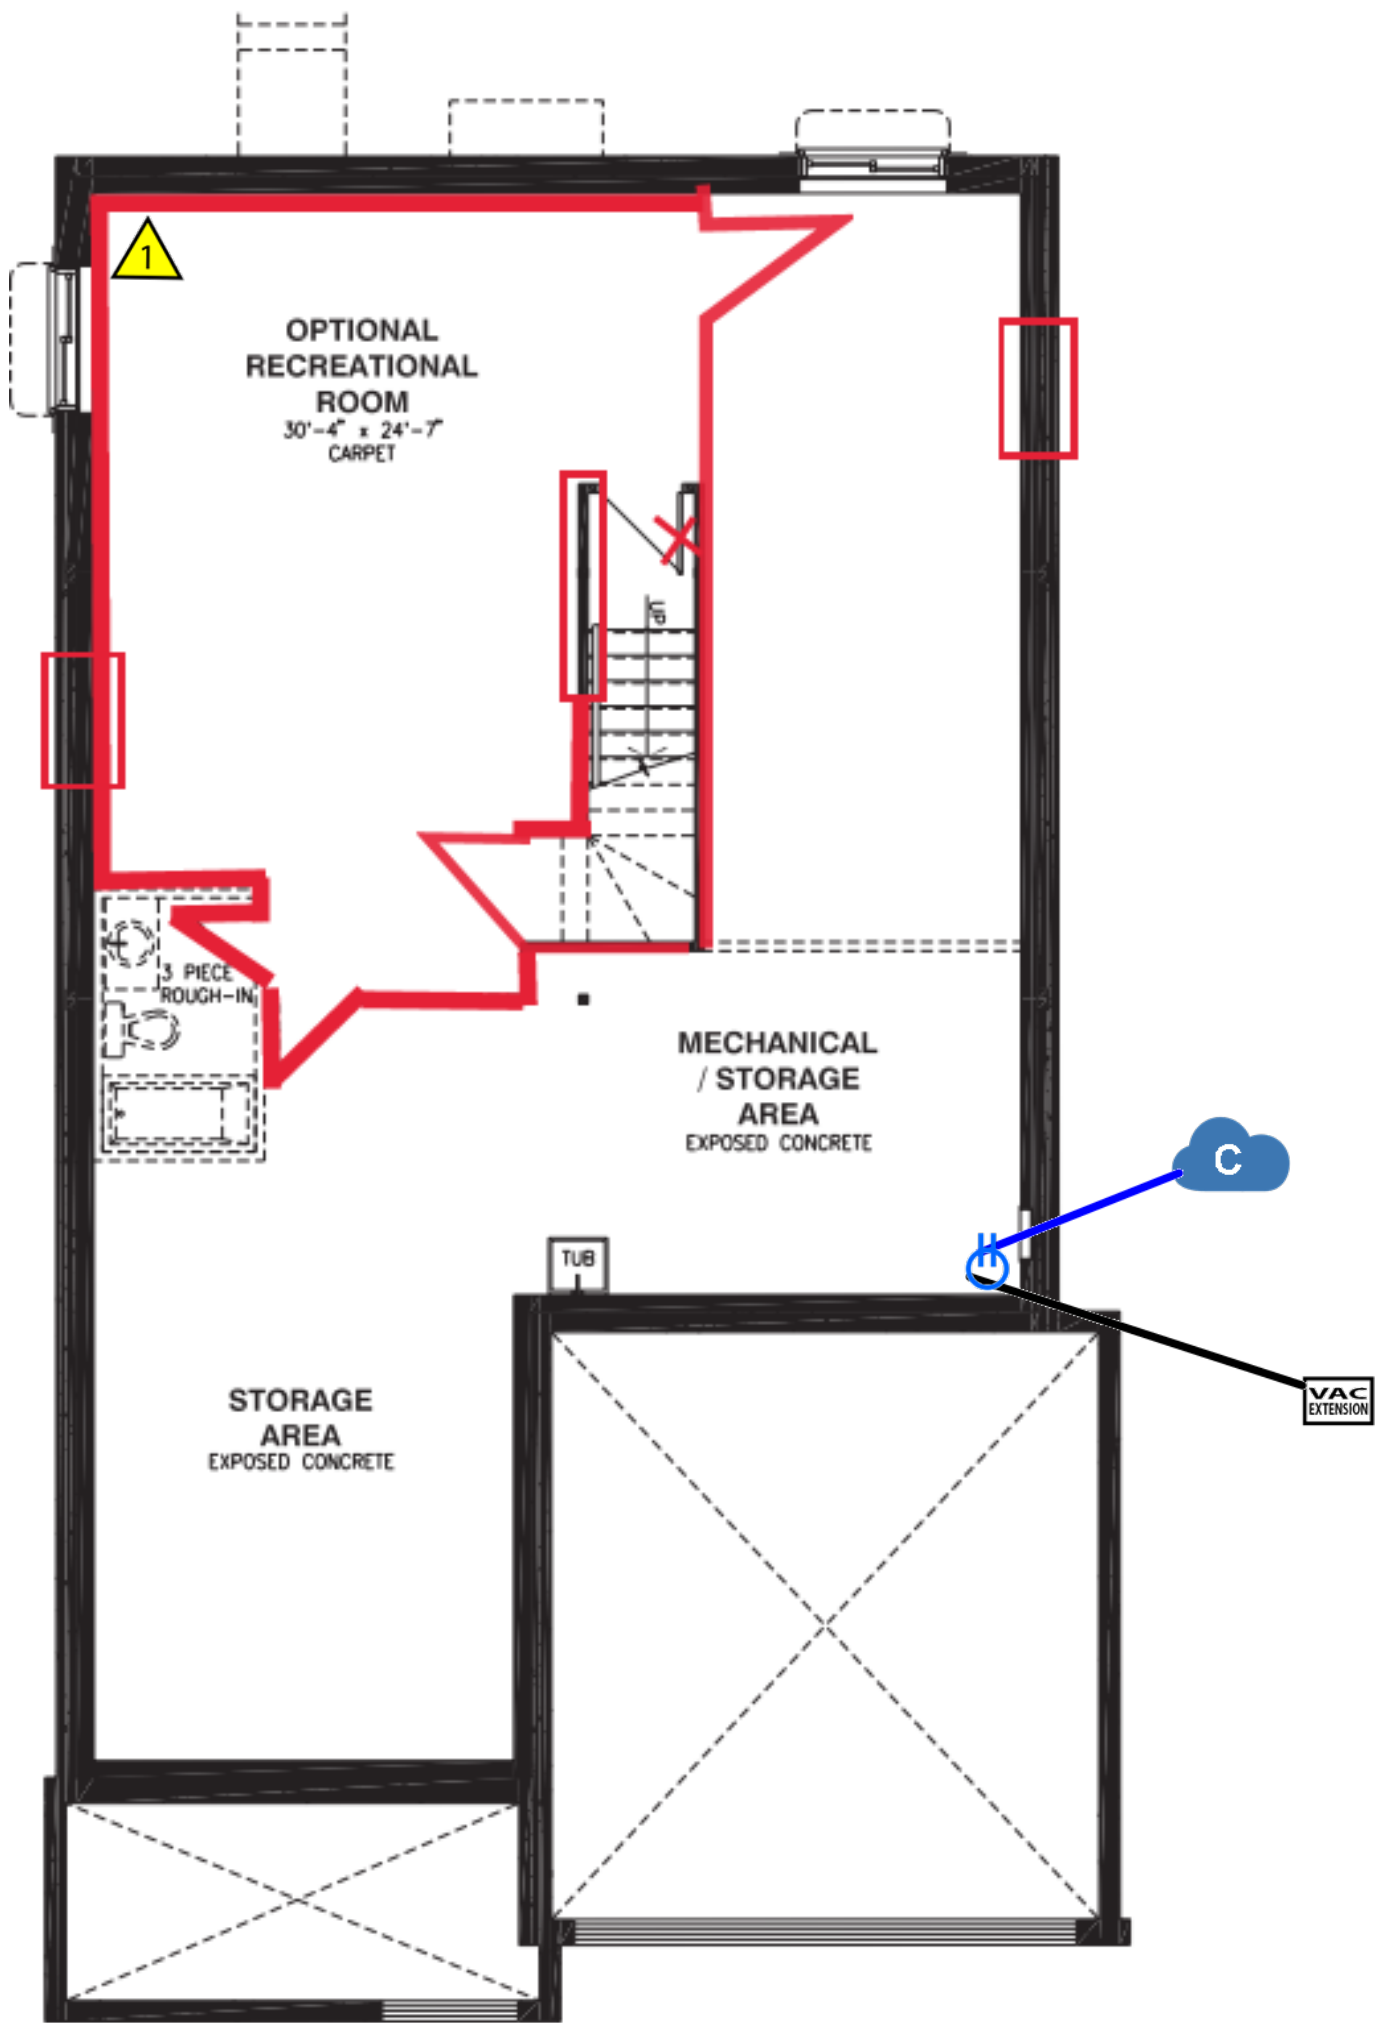 1
OPTIONAL
RECREATIONAL
ROOM
30'-4" x 24'-7"
CARPET
UP
3 PIECE
ROUGH-IN
MECHANICAL
/ STORAGE
AREA
EXPOSED CONCRETE
C
TUB
VAC
EXTENSION
STORAGE
AREA
EXPOSED CONCRETE